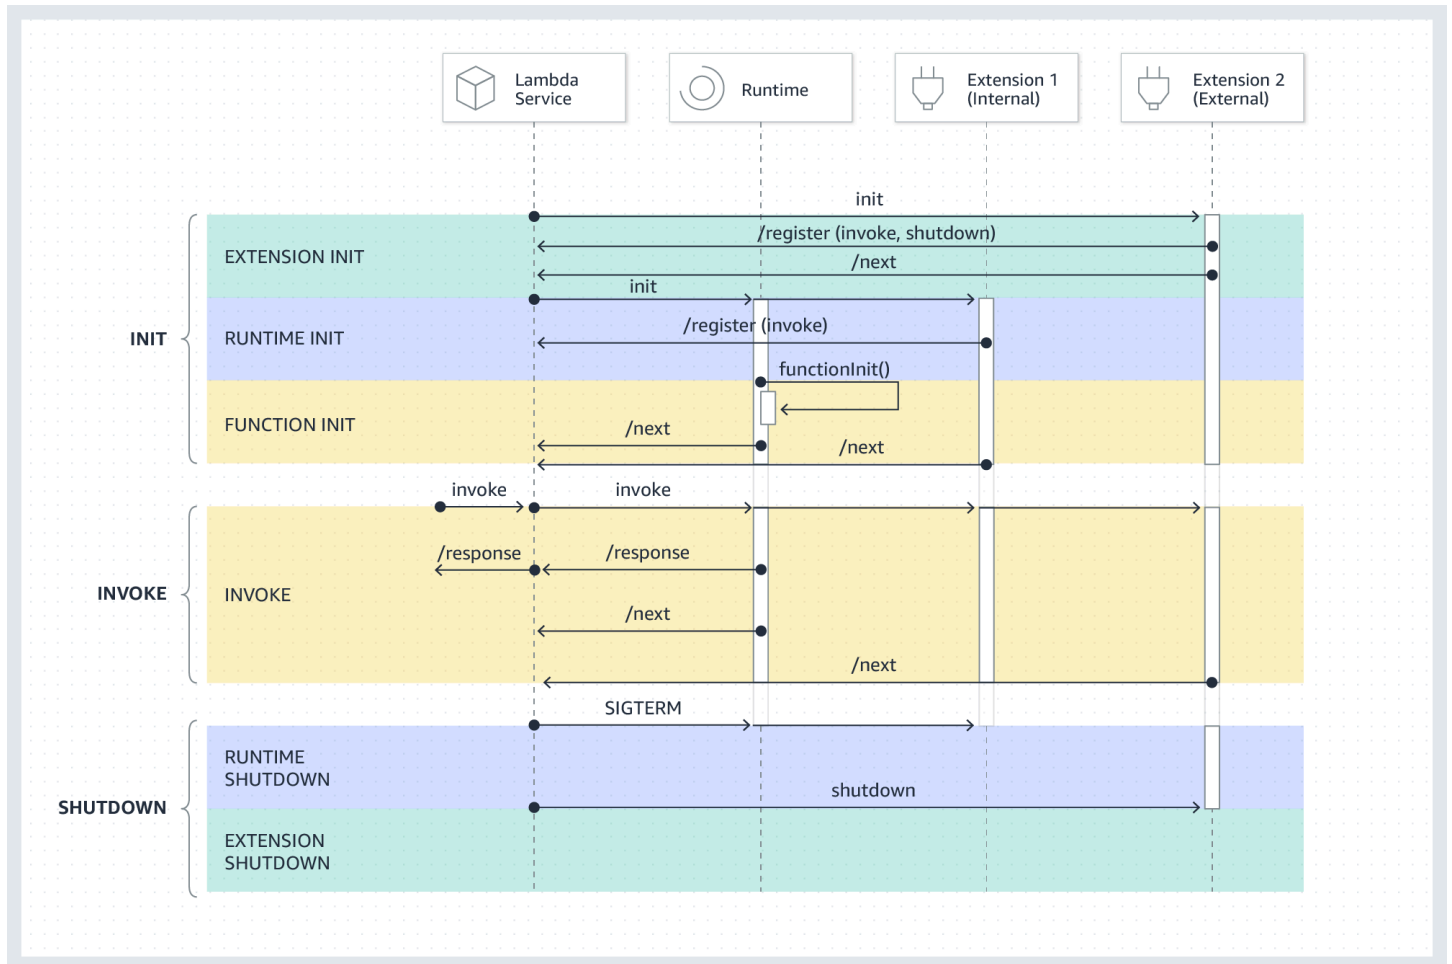 Lambda
Service
Runtime
Extension 1
(Internal)
Extension 2
(External)
init
/register (invoke, shutdown)
EXTENSION INIT
/next
init
/register (invoke)
INIT
RUNTIME INIT
functionInit()
FUNCTION INIT
/next
/next
invoke
invoke
/response
/response
INVOKE
INVOKE
/next
/next
SIGTERM
RUNTIME
SHUTDOWN
shutdown
SHUTDOWN
EXTENSION
SHUTDOWN